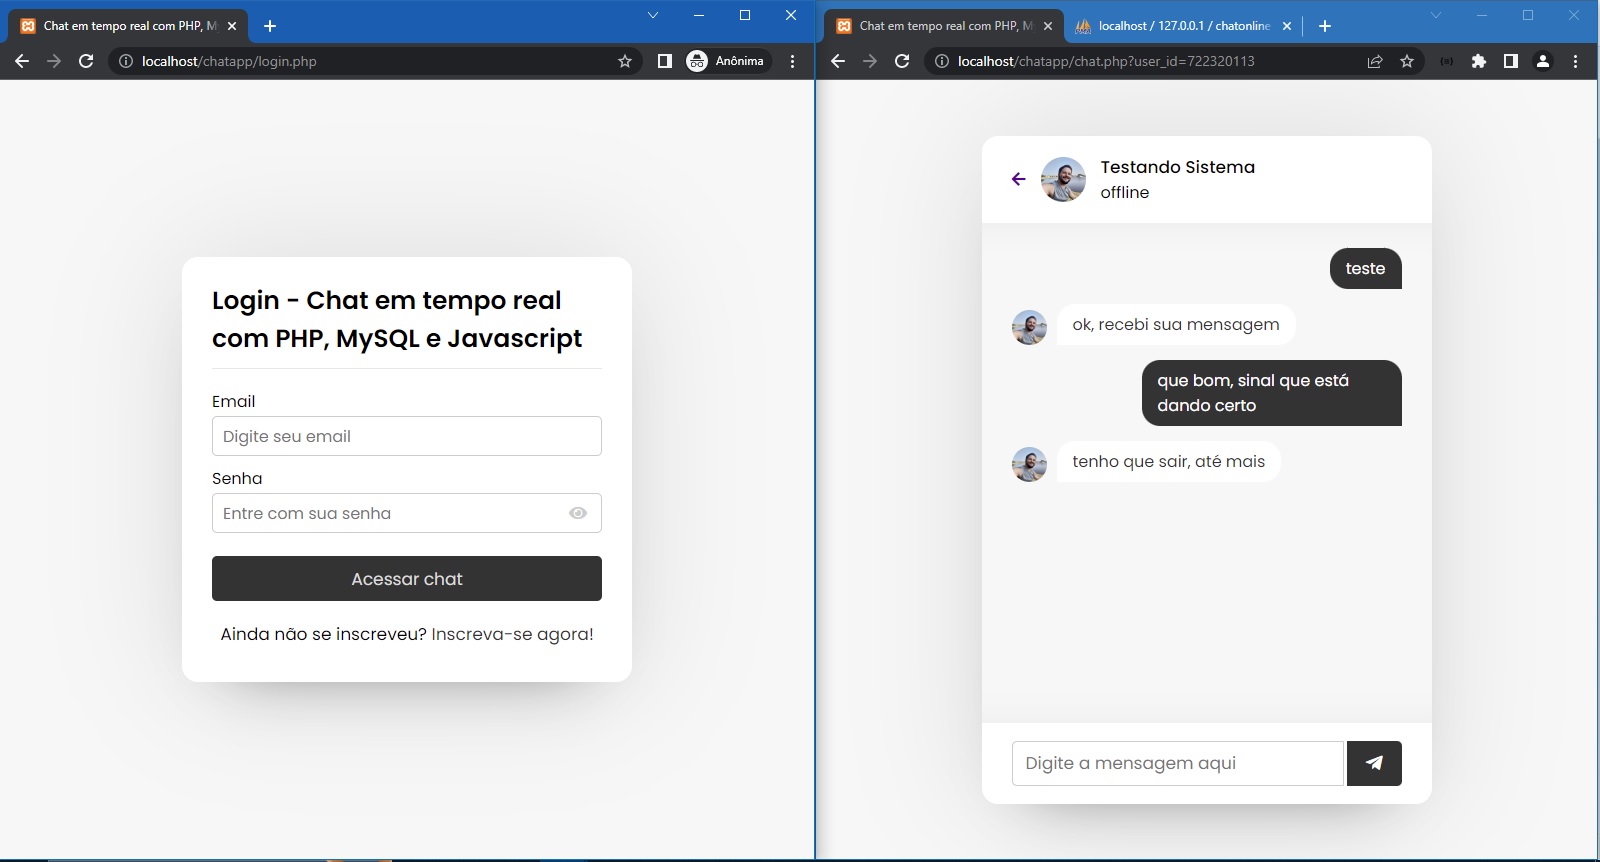 Chat em tempo real com PHP, M
localhost/chatapp/login.php
Anônima
Login - Chat em tempo real
com PHP, MySQL e Javascript
Email
Digite seu email
Senha
Entre com sua senha
Acessar chat
Ainda não se inscreveu? Inscreva-se agora!
Chat em tempo real com PHP, M
localhost / 127.0.0.1 / chatonline
localhost/chatapp/chat.php?user_id=722320113
Testando Sistema
offline
teste
ok, recebi sua mensagem
que bom, sinal que está
dando certo
tenho que sair, até mais
Digite a mensagem aqui